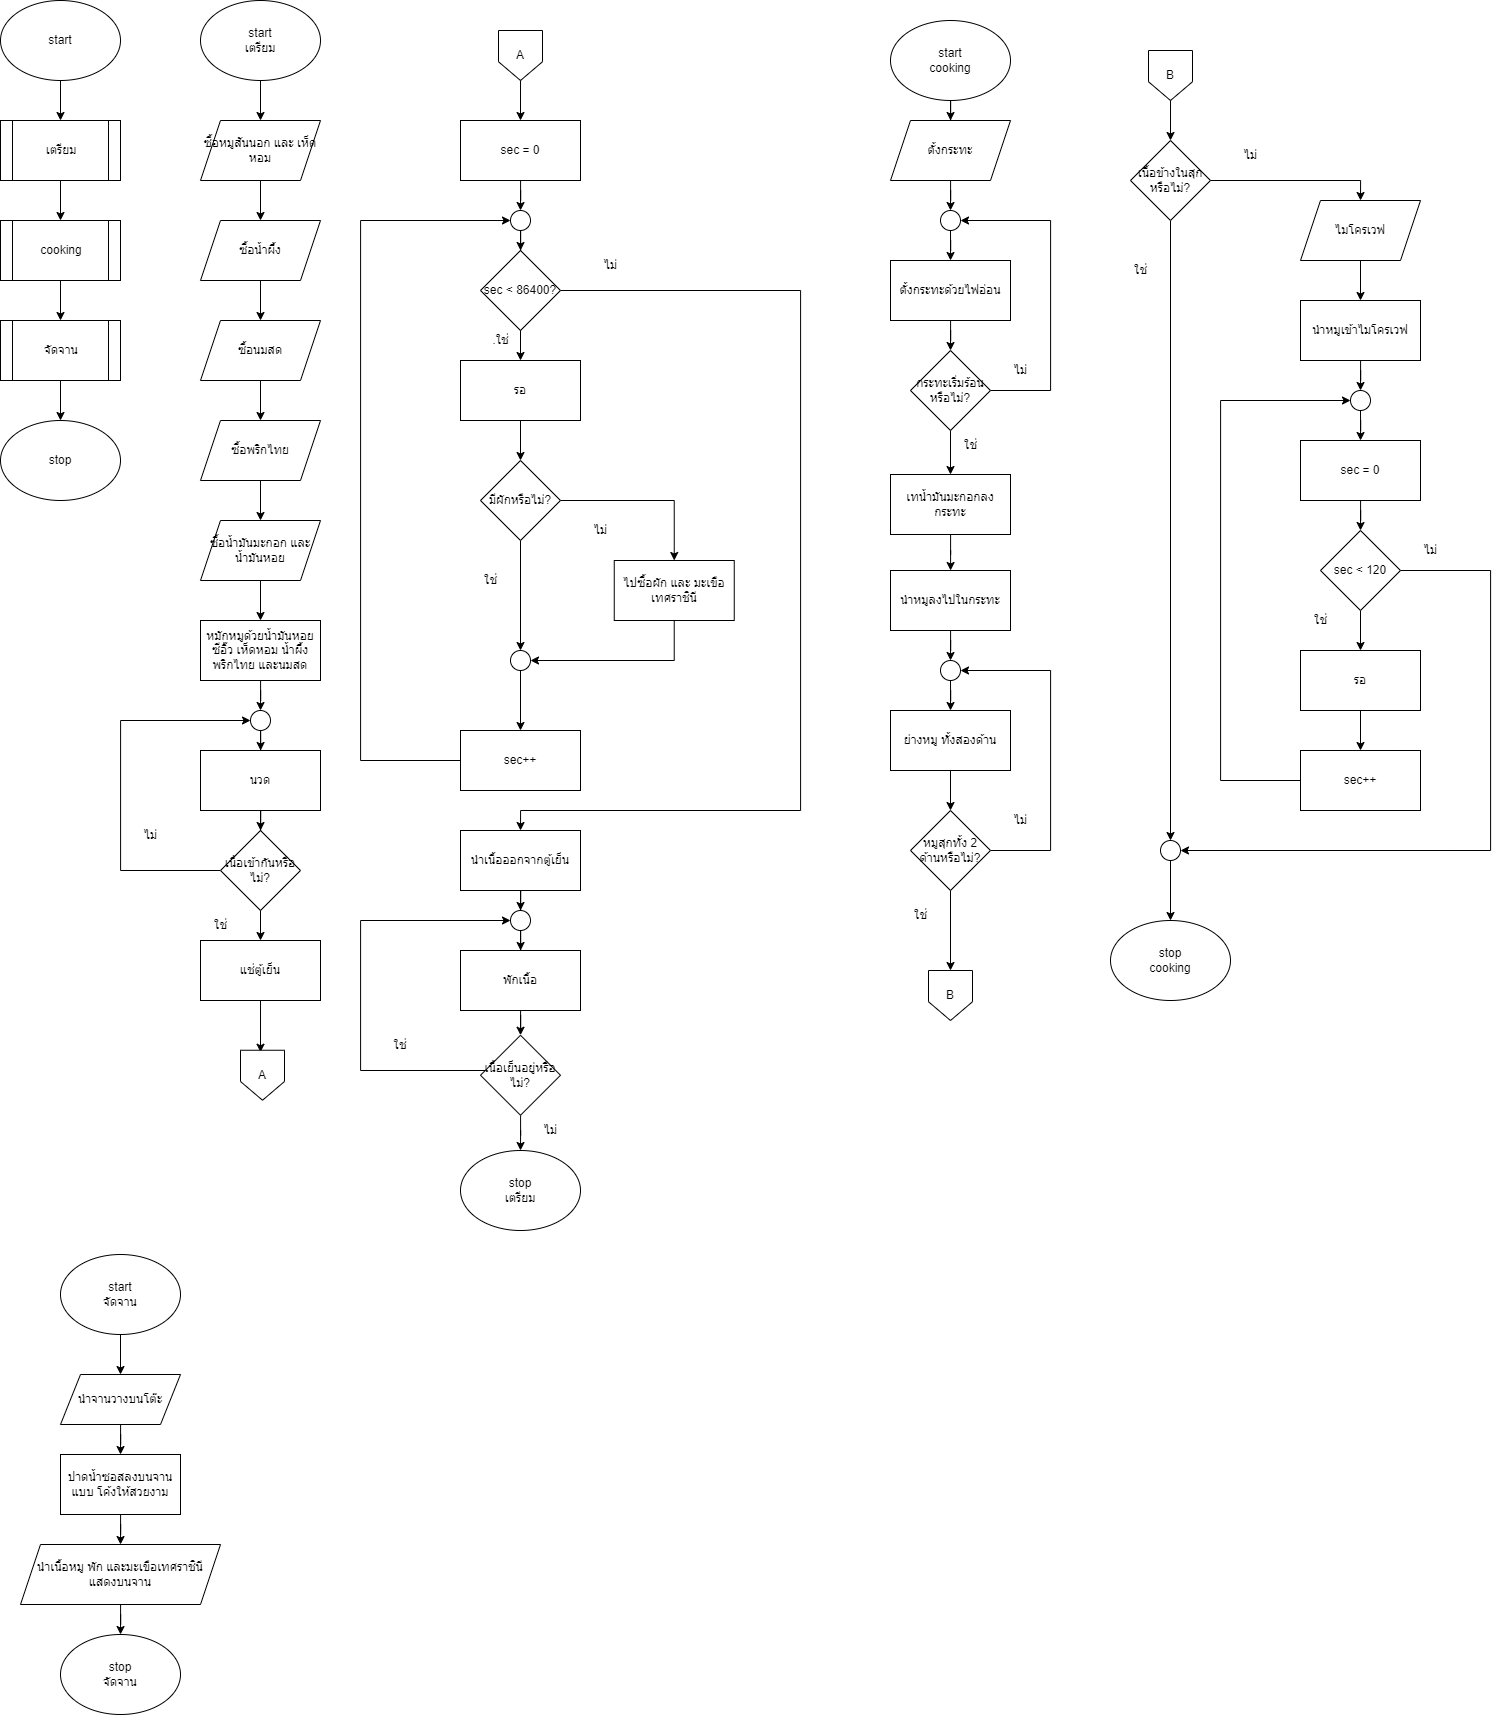 start
เตรียม
cooking
จัดจาน
stop
start
เตรียม
ซื้อหมูสันนอก และ เห็ด
หอม
ซื้อน้ำผึ้ง
ซื้อนมสด
ซื้อพริกไทย
ซื้อน้ำมันมะกอก และ
น้ำมันหอย
หมักหมูด้วยน้ำมันหอย
ซีอิ๊ว เห็ดหอม น้ำผึ้ง
พริกไทย และนมสด
นวด
ไม่
เนื้อเข้ากันหรือ
ไม่?
ใช่
แช่ตู้เย็น
A
A
sec = 0
sec < 86400?
ไม่
.ใช่
รอ
มีผักหรือไม่?
ไม่
ใช่
ไปซื้อผัก และ มะเขือ
เทศราชินี
sec++
นำเนื้อออกจากตู้เย็น
พักเนื้อ
ใช่
เนื้อเย็นอยู่หรือ
ไม่?
ไม่
stop
เตรียม
start
cooking
ตั้งกระทะ
ตั้งกระทะด้วยไฟอ่อน
กระทะเริ่มร้อน
หรือไม่?
ไม่
ใช่
เทน้ำมันมะกอกลง
กระทะ
นำหมูลงไปในกระทะ
ย่างหมู ทั้งสองด้าน
หมูสุกทั้ง 2
ด้านหรือไม่?
ไม่
ใช่
B
B
เนื้อข้างในสุก
หรือไม่?
ไม่
ใช่
ไมโครเวฟ
นำหมูเข้าไมโครเวฟ
sec = 0
sec < 120
ไม่
ใช่
รอ
sec++
stop
cooking
start
จัดจาน
นำจานวางบนโต๊ะ
ปาดน้ำซอสลงบนจาน
แบบ โค้งให้สวยงาม
นำเนื้อหมู ผัก และมะเขือเทศราชินี
แสดงบนจาน
stop
จัดจาน